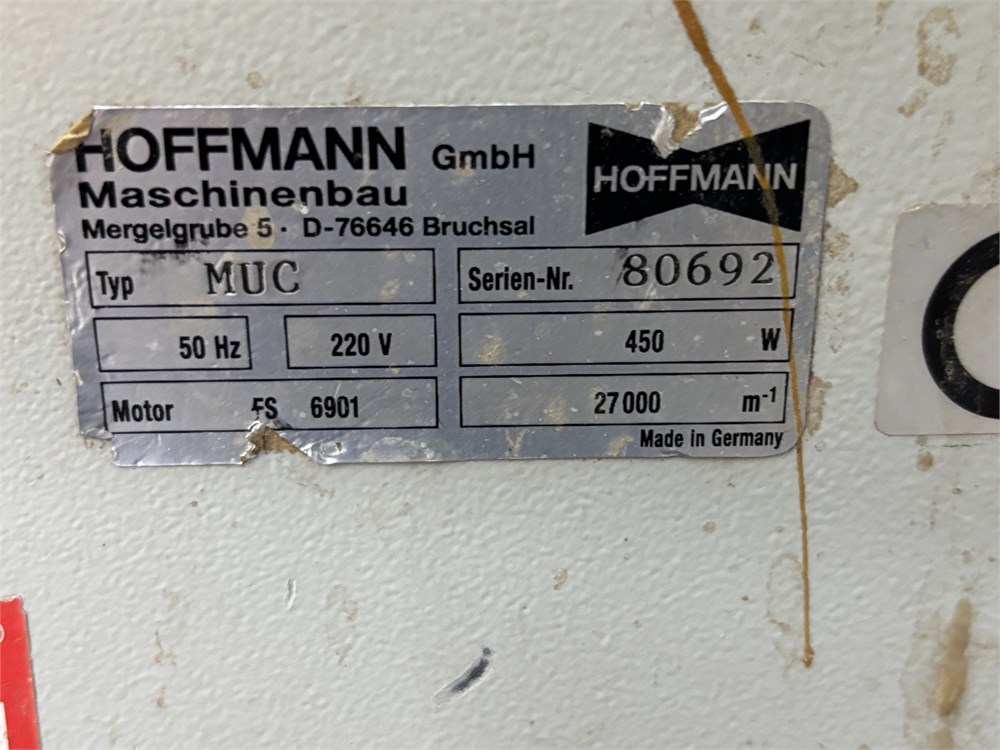 HOFFMANN GmbH
Maschinenbau
Mergelgrube 5 · D-76646 Bruchsal
HOFFMANN
Typ MUC
Serien-Nr. 80692
50 Hz 220 V 450 W
Motor FS 6901 27000 m-1
Made in Germany